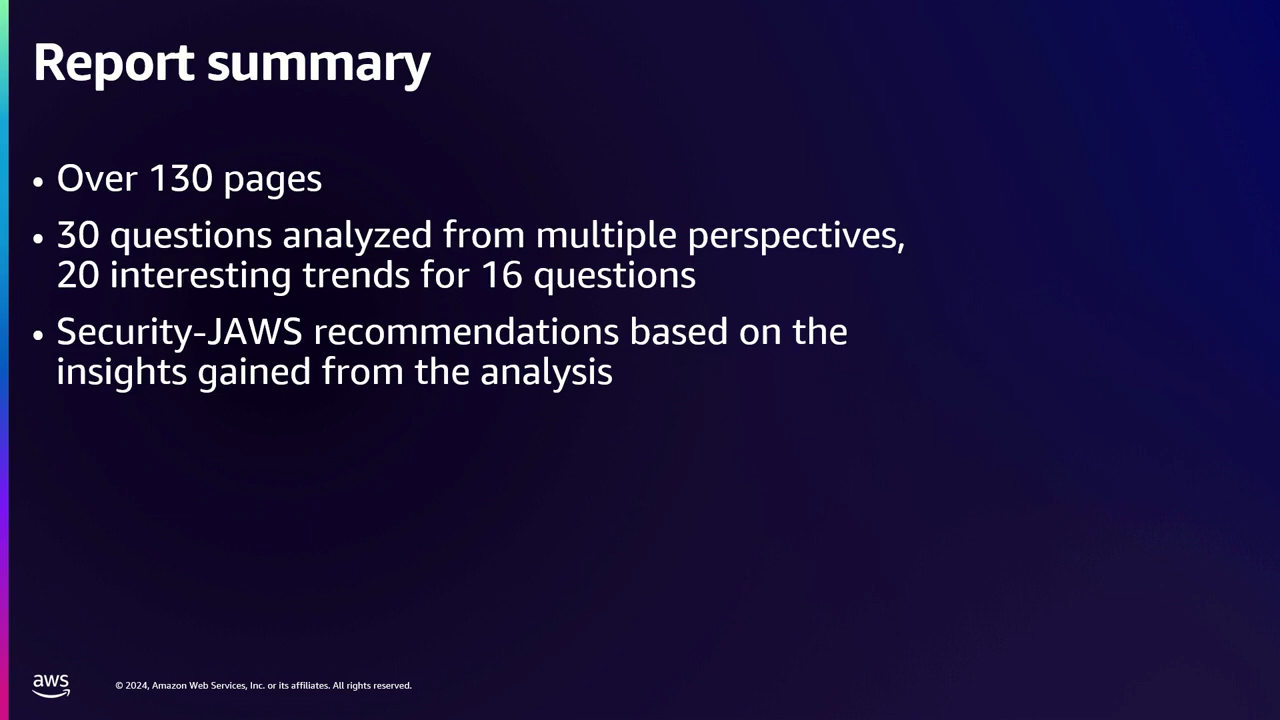 Report summary
• Over 130 pages
• 30 questions analyzed from multiple perspectives,
20 interesting trends for 16 questions
• Security-JAWS recommendations based on the
insights gained from the analysis
aws
© 2024, Amazon Web Services, Inc. or its affiliates. All rights reserved.